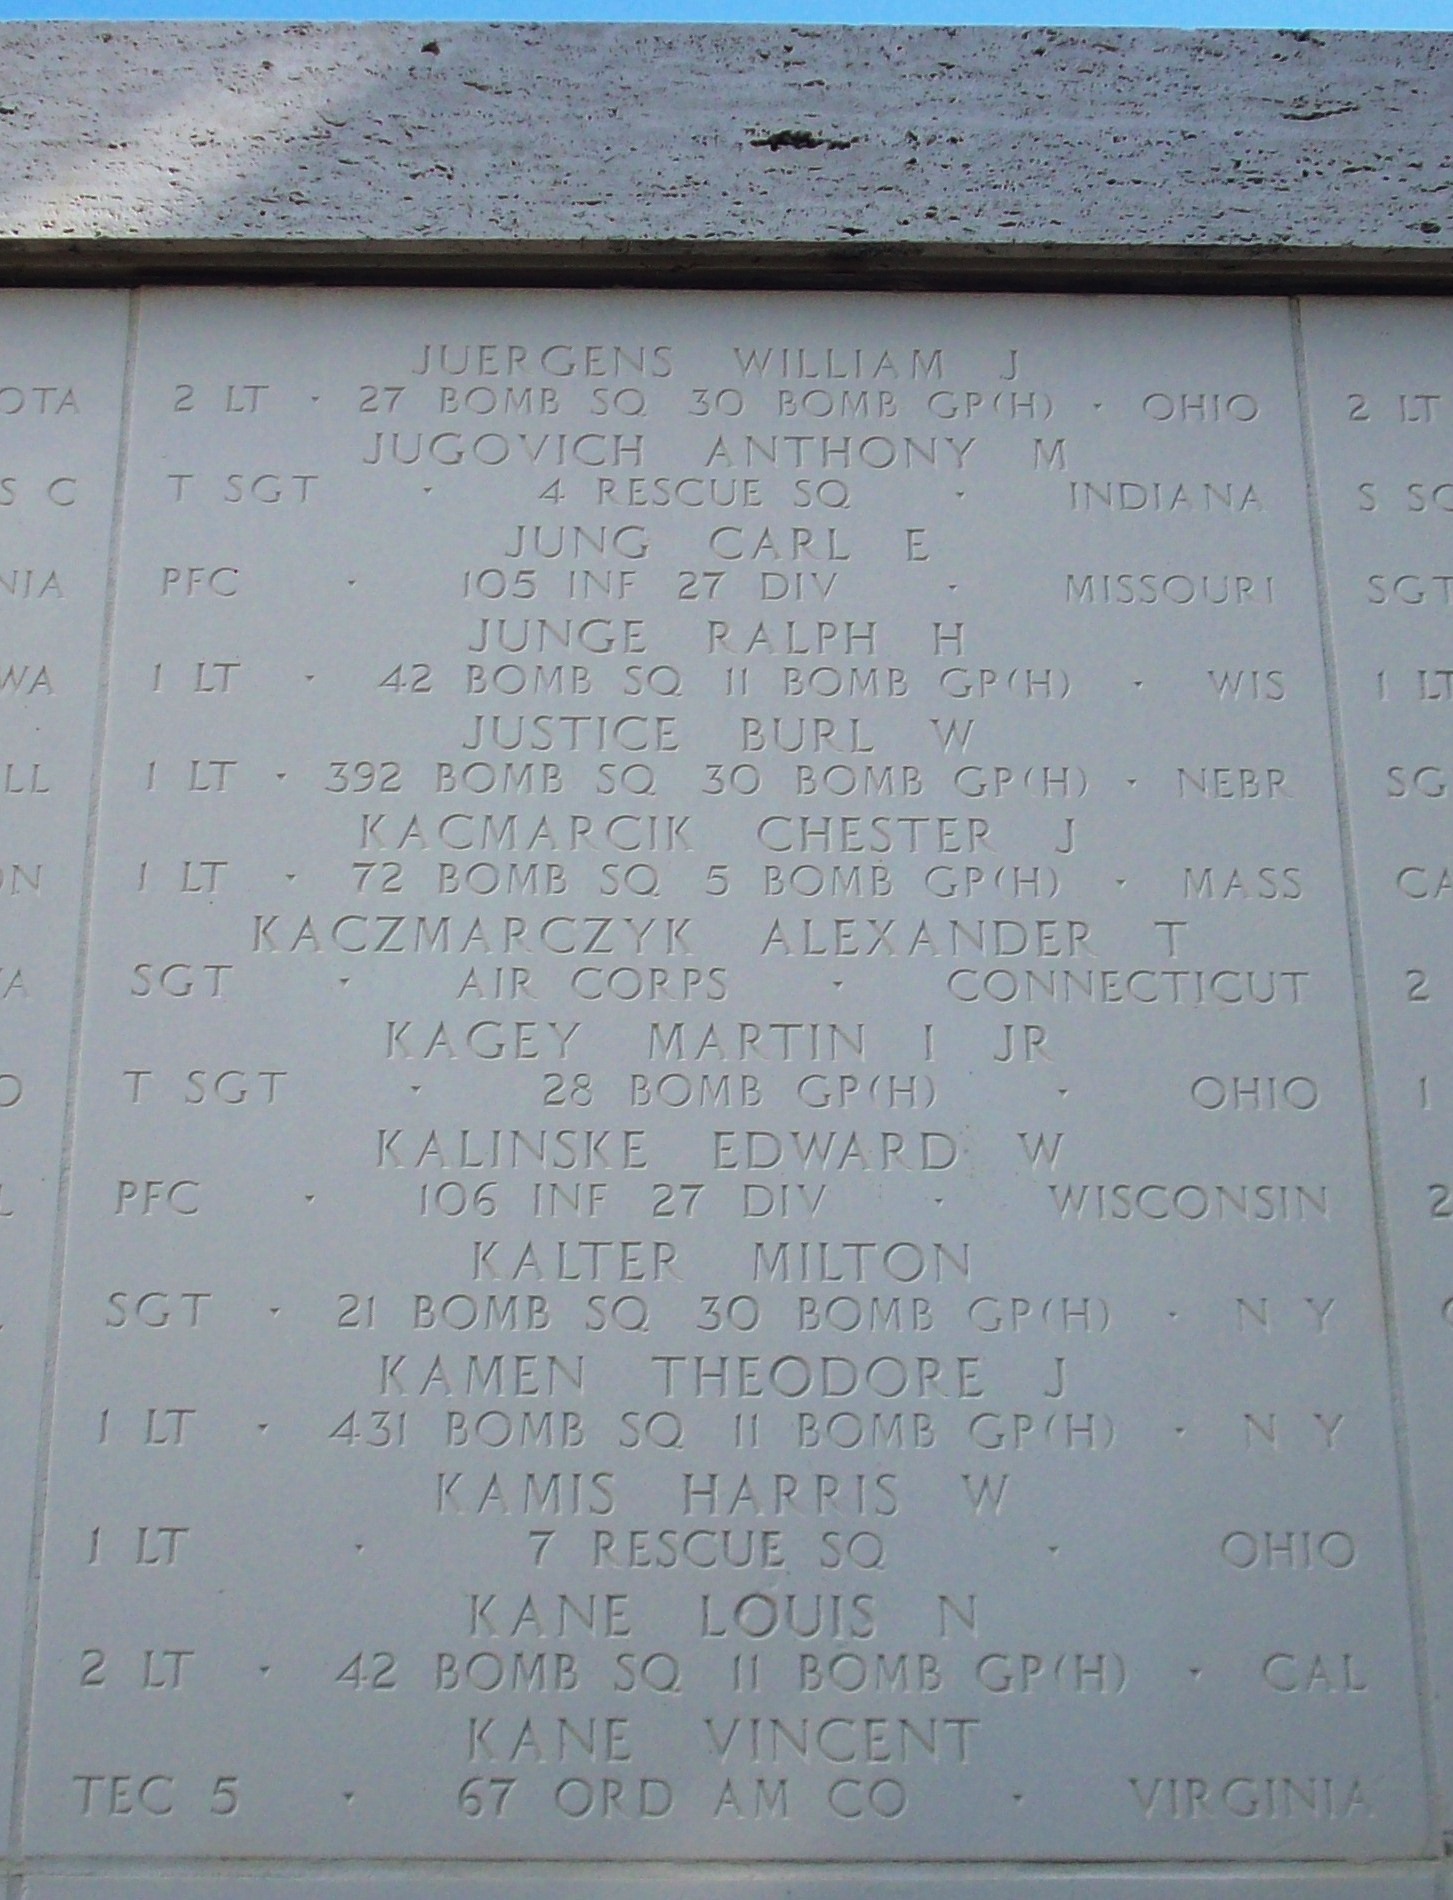 JUERGENS WILLIAM J
2 LT · 27 BOMB SQ 30 BOMB GP(H) · OHIO
JUGOVICH ANTHONY M
T SGT · 4 RESCUE SQ · INDIANA
JUNG CARL E
PFC · 105 INF 27 DIV · MISSOURI
JUNGE RALPH H
1 LT · 42 BOMB SQ 11 BOMB GP(H) · WIS
JUSTICE BURL W
1 LT · 392 BOMB SQ 30 BOMB GP(H) · NEBR
KACMARCIK CHESTER J
1 LT · 72 BOMB SQ 5 BOMB GP(H) · MASS
KACZMARCZYK ALEXANDER T
SGT · AIR CORPS · CONNECTICUT
KAGEY MARTIN I JR
T SGT · 28 BOMB GP(H) · OHIO
KALINSKE EDWARD W
PFC · 106 INF 27 DIV · WISCONSIN
KALTER MILTON
SGT · 21 BOMB SQ 30 BOMB GP(H) · N Y
KAMEN THEODORE J
1 LT · 431 BOMB SQ 11 BOMB GP(H) · N Y
KAMIS HARRIS W
1 LT · 7 RESCUE SQ · OHIO
KANE LOUIS N
2 LT · 42 BOMB SQ 11 BOMB GP(H) · CAL
KANE VINCENT
TEC 5 · 67 ORD AM CO · VIRGINIA